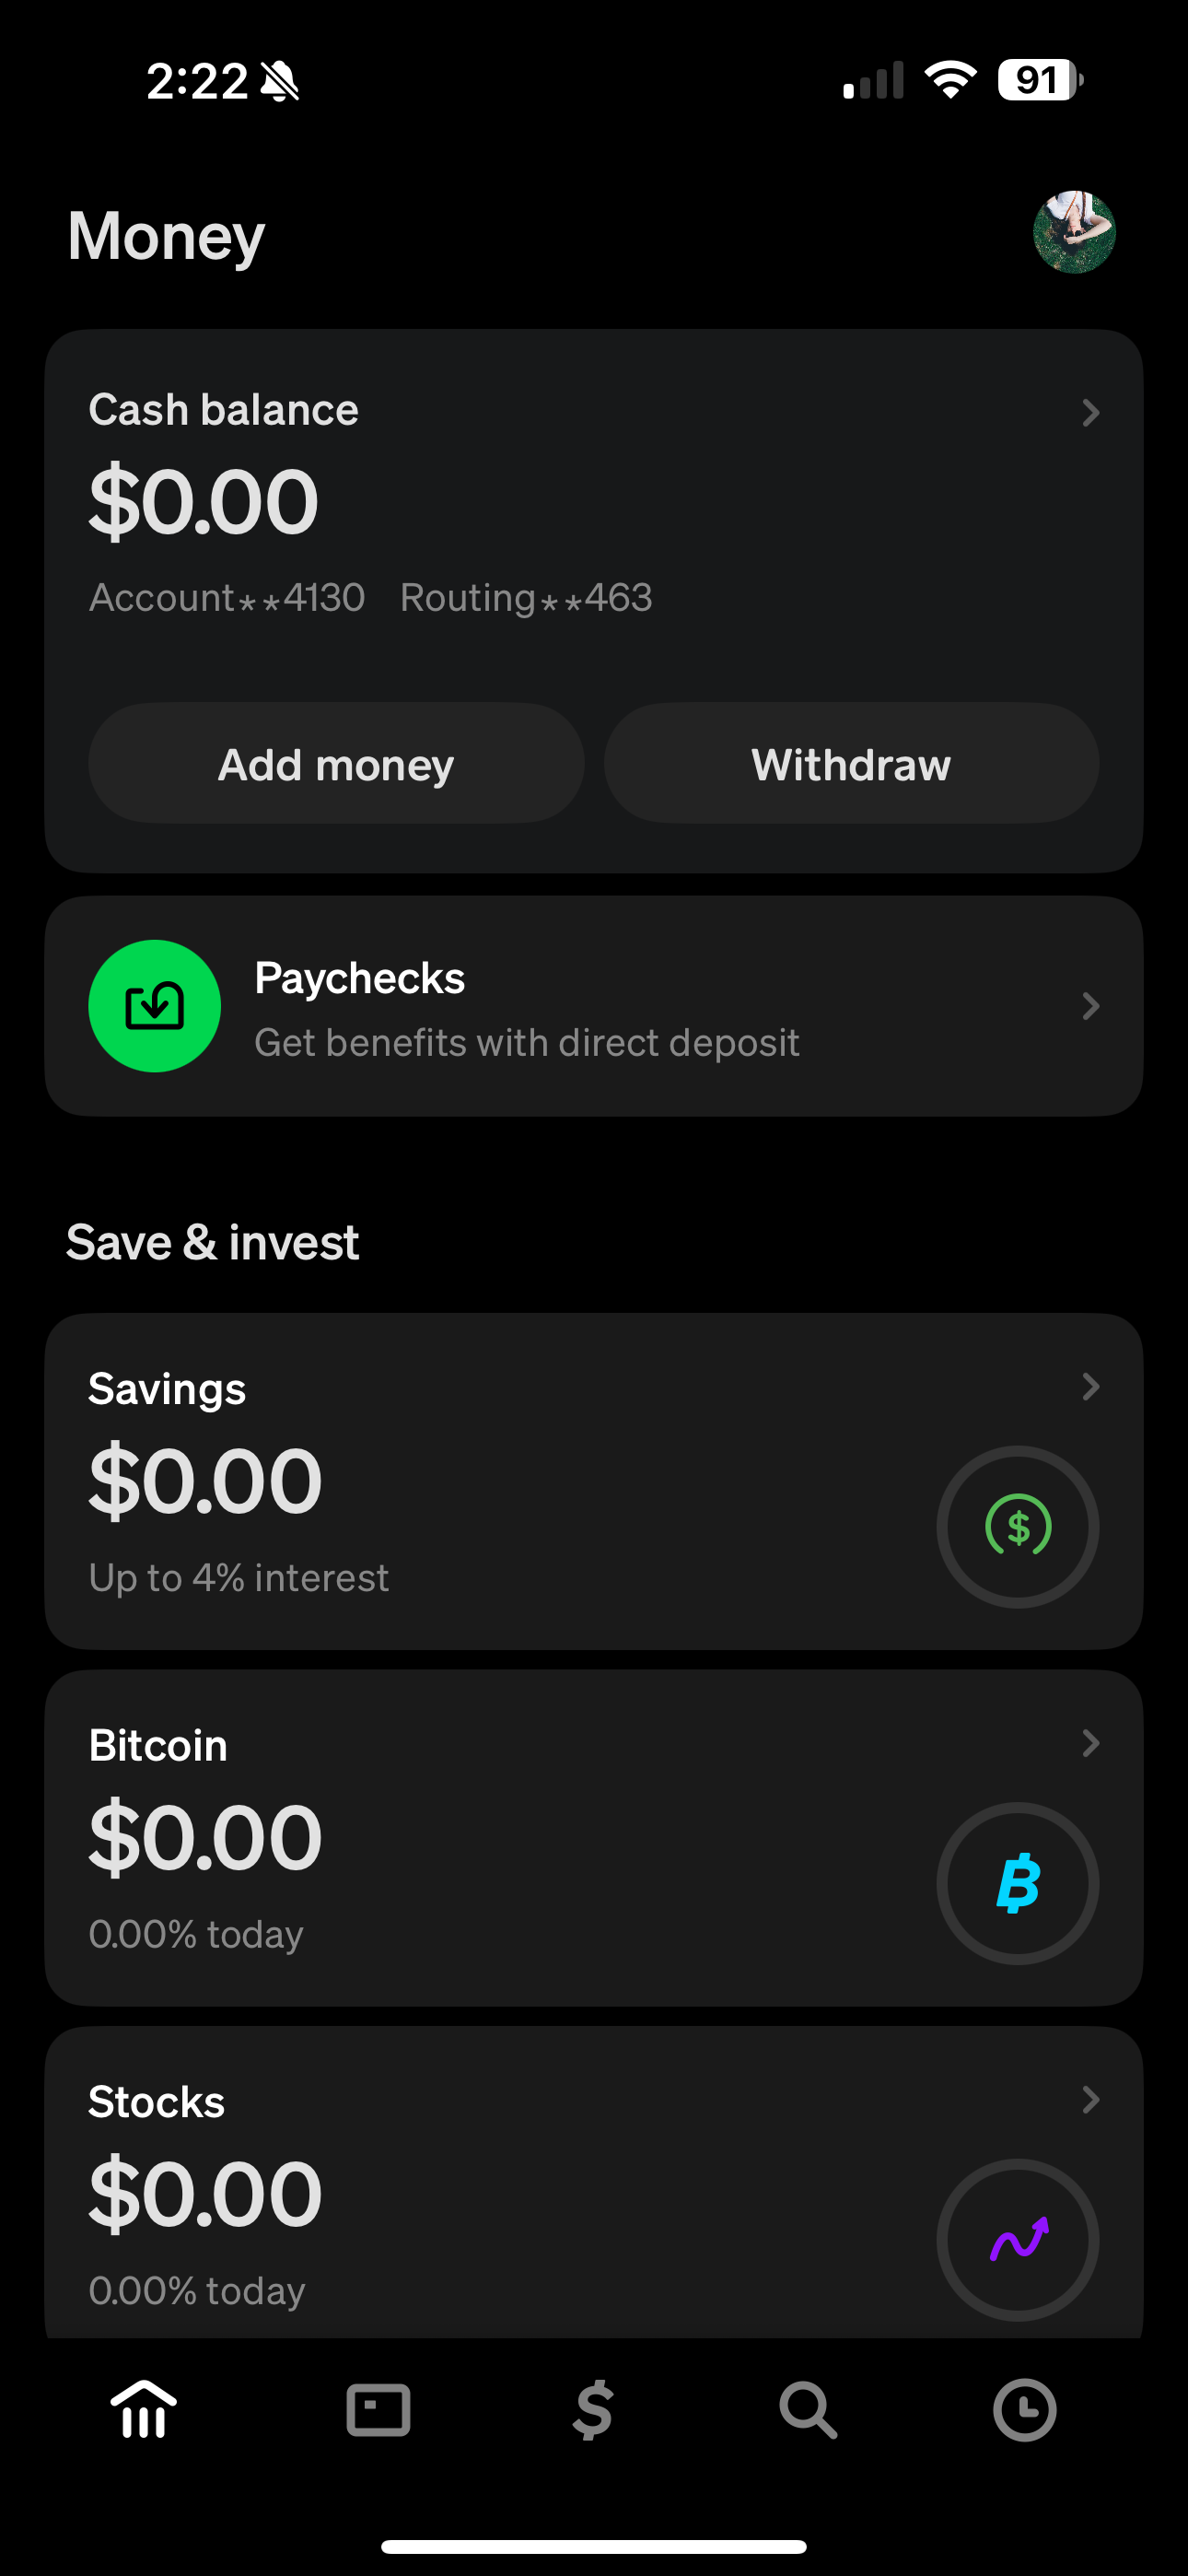 2:22
91
Money
Cash balance
$0.00
Account**4130 Routing**463
Add money Withdraw
Paychecks
Get benefits with direct deposit
Save & invest
Savings
$0.00
Up to 4% interest
Bitcoin
$0.00
0.00% today
Stocks
$0.00
0.00% today